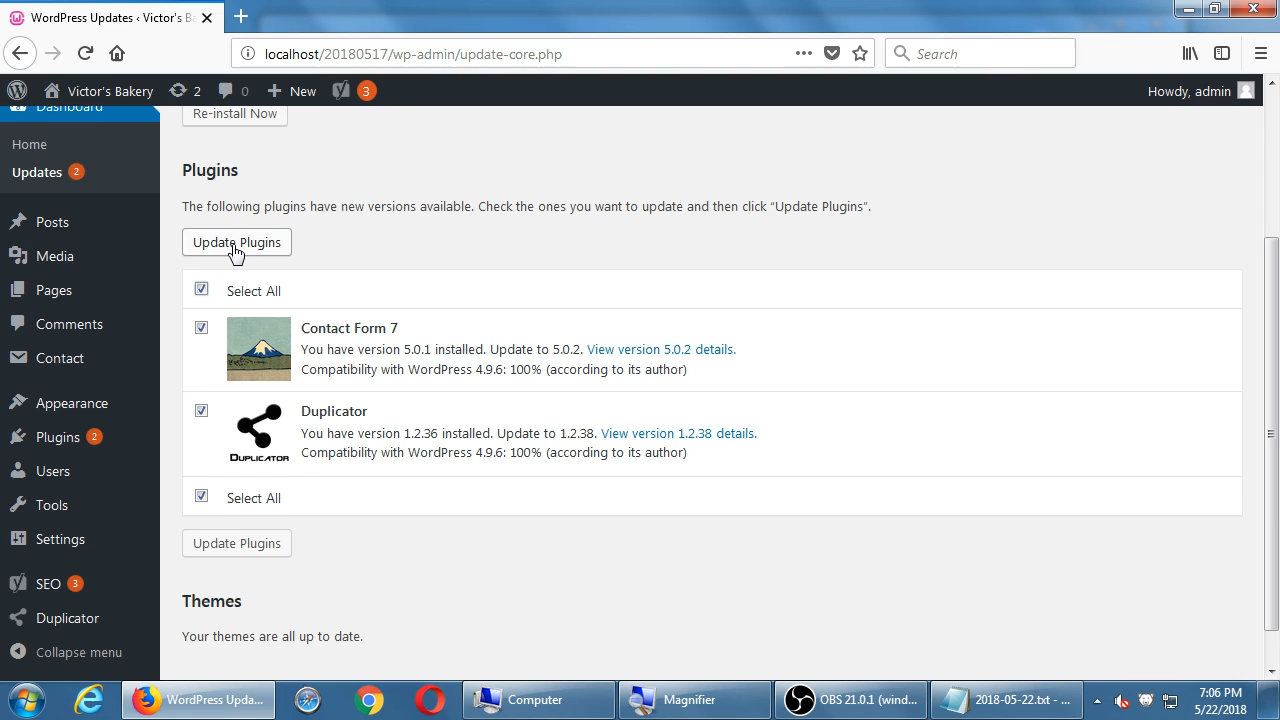 WordPress Updates ‹ Victor's Ba
localhost/20180517/wp-admin/update-core.php
Search
Victor's Bakery 2 0 New 3 Howdy, admin
Dashboard
Home
Updates 2
Posts
Media
Pages
Comments
Contact
Appearance
Plugins 2
Users
Tools
Settings
SEO 3
Duplicator
Collapse menu
Re-install Now
Plugins
The following plugins have new versions available. Check the ones you want to update and then click “Update Plugins”.
Update Plugins
Select All
Contact Form 7
You have version 5.0.1 installed. Update to 5.0.2. View version 5.0.2 details.
Compatibility with WordPress 4.9.6: 100% (according to its author)
DUPLICATOR
Duplicator
You have version 1.2.36 installed. Update to 1.2.38. View version 1.2.38 details.
Compatibility with WordPress 4.9.6: 100% (according to its author)
Select All
Update Plugins
Themes
Your themes are all up to date.
WordPress Upda...
Computer
Magnifier
OBS 21.0.1 (wind...
2018-05-22.txt - ...
7:06 PM
5/22/2018